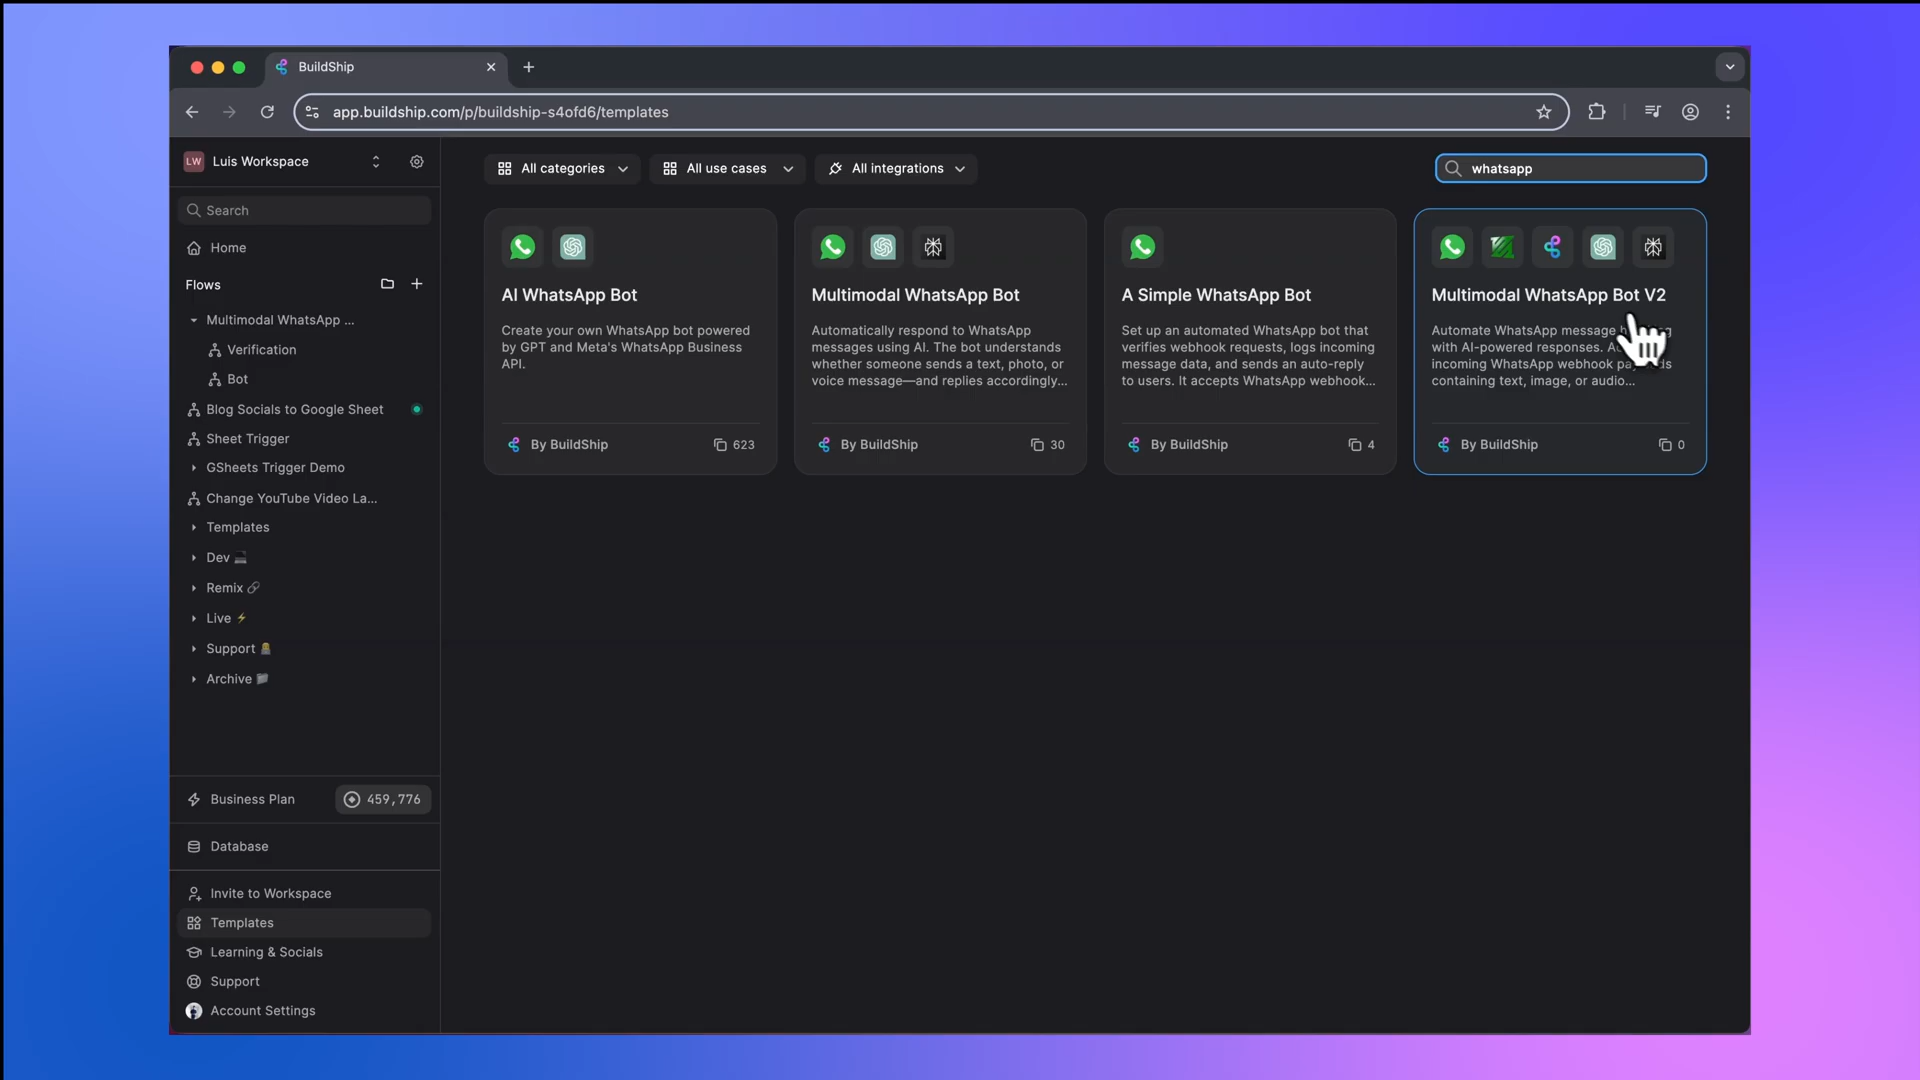 BuildShip
app.buildship.com/p/buildship-s4ofd6/templates
LW Luis Workspace
Search
Home
Flows
Multimodal WhatsApp ...
Verification
Bot
Blog Socials to Google Sheet
Sheet Trigger
GSheets Trigger Demo
Change YouTube Video La...
Templates
Dev
Remix
Live
Support
Archive
Business Plan
459,776
Database
Invite to Workspace
Templates
Learning & Socials
Support
Account Settings
All categories
All use cases
All integrations
whatsapp
AI WhatsApp Bot
Create your own WhatsApp bot powered
by GPT and Meta's WhatsApp Business
API.
By BuildShip
623
Multimodal WhatsApp Bot
Automatically respond to WhatsApp
messages using AI. The bot understands
whether someone sends a text, photo, or
voice message—and replies accordingly...
By BuildShip
30
A Simple WhatsApp Bot
Set up an automated WhatsApp bot that
verifies webhook requests, logs incoming
message data, and sends an auto-reply
to users. It accepts WhatsApp webhook...
By BuildShip
4
Multimodal WhatsApp Bot V2
Automate WhatsApp message
with AI-powered responses.
incoming WhatsApp webhook
containing text, image, or audio...
By BuildShip
0